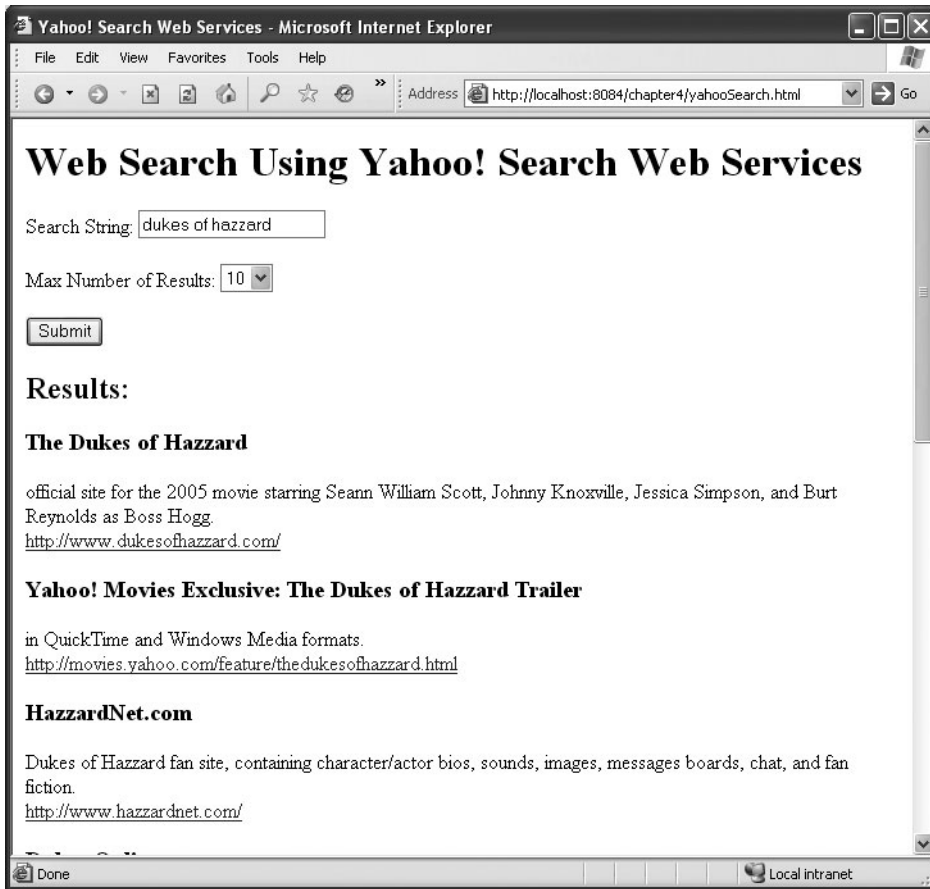 Yahoo! Search Web Services - Microsoft Internet Explorer
File Edit View Favorites Tools Help
» Address http://localhost:8084/chapter4/yahooSearch.html Go
Web Search Using Yahoo! Search Web Services
Search String: dukes of hazzard
Max Number of Results: 10
Submit
Results:
The Dukes of Hazzard
official site for the 2005 movie starring Seann William Scott, Johnny Knoxville, Jessica Simpson, and Burt
Reynolds as Boss Hogg.
http://www.dukesofhazzard.com/
Yahoo! Movies Exclusive: The Dukes of Hazzard Trailer
in QuickTime and Windows Media formats.
http://movies.yahoo.com/feature/thedukesofhazzard.html
HazzardNet.com
Dukes of Hazzard fan site, containing character/actor bios, sounds, images, messages boards, chat, and fan
fiction.
http://www.hazzardnet.com/
Done Local intranet